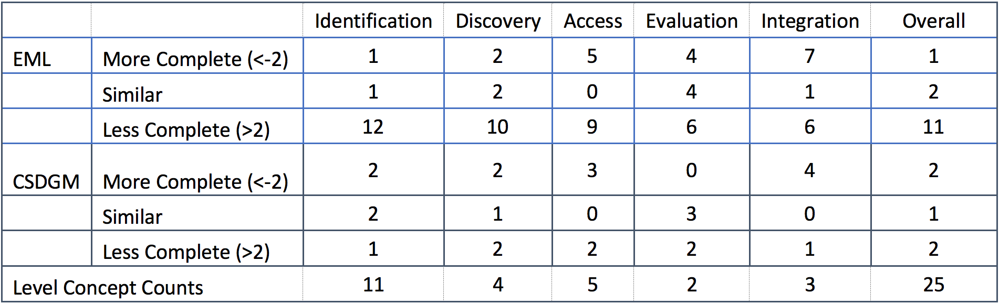 Identification Discovery Access Evaluation Integration Overall
EML More Complete (<-2) 1 2 5 4 7 1
Similar 1 2 0 4 1 2
Less Complete (>2) 12 10 9 6 6 11
CSDGM More Complete (<-2) 2 2 3 0 4 2
Similar 2 1 0 3 0 1
Less Complete (>2) 1 2 2 2 1 2
Level Concept Counts 11 4 5 2 3 25